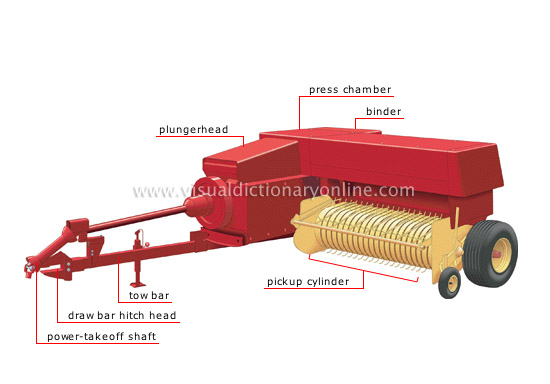 press chamber
binder
plungerhead
www.visualdictionaryonline.com
pickup cylinder
tow bar
draw bar hitch head
power-takeoff shaft